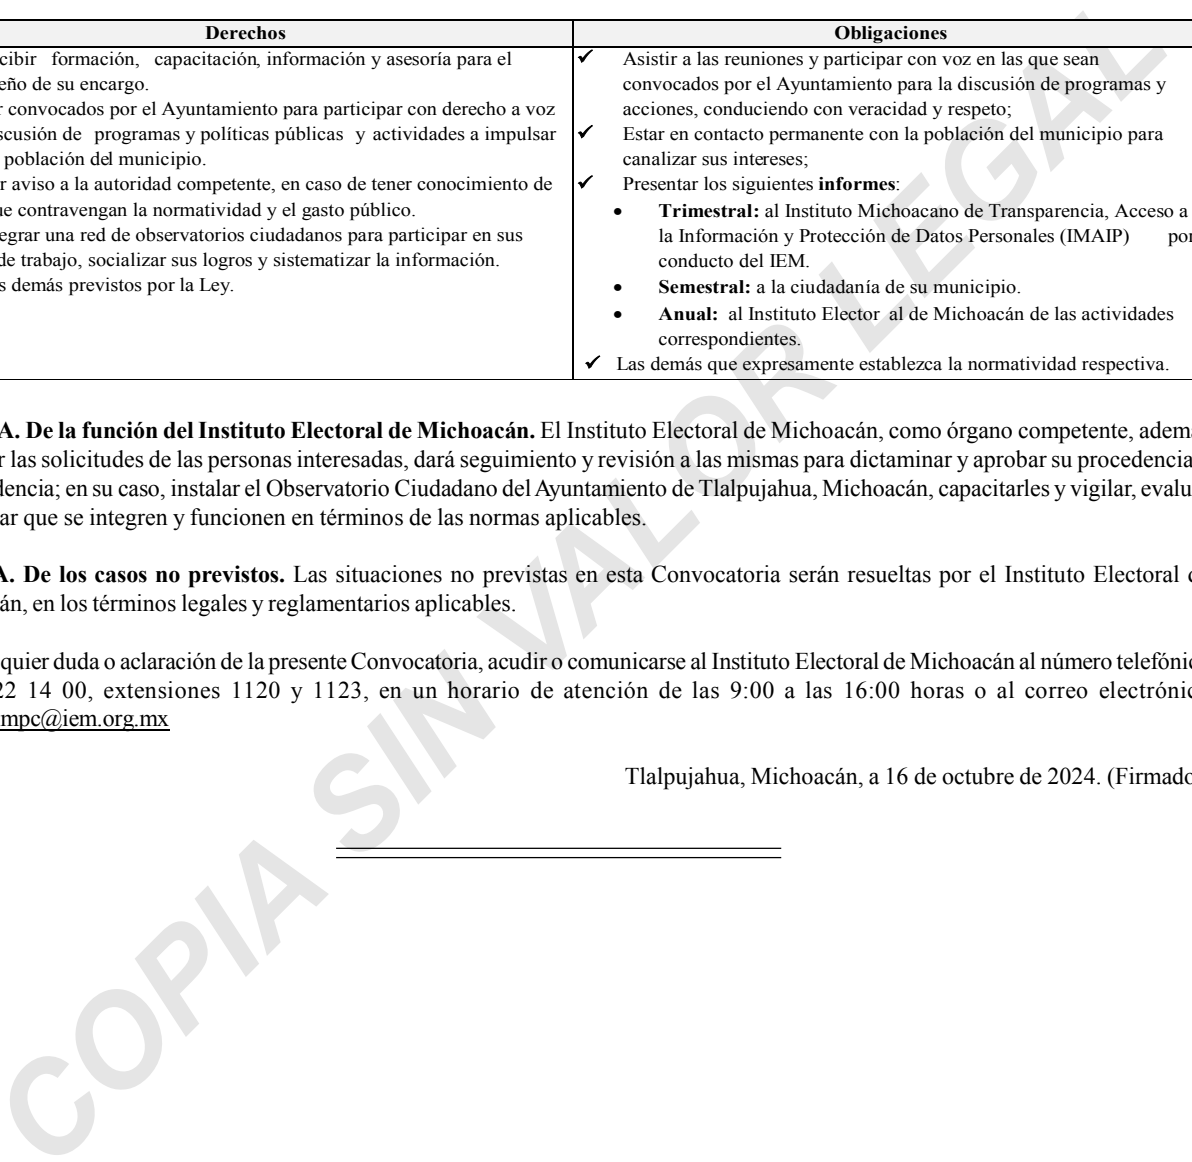 Derechos
cibir formación, capacitación, información y asesoría para el
eño de su encargo.
r convocados por el Ayuntamiento para participar con derecho a voz
scusión de programas y políticas públicas y actividades a impulsar
población del municipio.
r aviso a la autoridad competente, en caso de tener conocimiento de
ue contravengan la normatividad y el gasto público.
egrar una red de observatorios ciudadanos para participar en sus
de trabajo, socializar sus logros y sistematizar la información.
s demás previstos por la Ley.
Obligaciones
✓ Asistir a las reuniones y participar con voz en las que sean
convocados por el Ayuntamiento para la discusión de programas y
acciones, conduciendo con veracidad y respeto;
✓ Estar en contacto permanente con la población del municipio para
canalizar sus intereses;
✓ Presentar los siguientes informes:
• Trimestral: al Instituto Michoacano de Transparencia, Acceso a
la Información y Protección de Datos Personales (IMAIP) por
conducto del IEM.
• Semestral: a la ciudadanía de su municipio.
• Anual: al Instituto Elector al de Michoacán de las actividades
correspondientes.
✓ Las demás que expresamente establezca la normatividad respectiva.
A. De la función del Instituto Electoral de Michoacán. El Instituto Electoral de Michoacán, como órgano competente, ademá
r las solicitudes de las personas interesadas, dará seguimiento y revisión a las mismas para dictaminar y aprobar su procedencia
dencia; en su caso, instalar el Observatorio Ciudadano del Ayuntamiento de Tlalpujahua, Michoacán, capacitarles y vigilar, evalu
ar que se integren y funcionen en términos de las normas aplicables.
A. De los casos no previstos. Las situaciones no previstas en esta Convocatoria serán resueltas por el Instituto Electoral d
án, en los términos legales y reglamentarios aplicables.
quier duda o aclaración de la presente Convocatoria, acudir o comunicarse al Instituto Electoral de Michoacán al número telefónic
22 14 00, extensiones 1120 y 1123, en un horario de atención de las 9:00 a las 16:00 horas o al correo electrónic
mpc@iem.org.mx
Tlalpujahua, Michoacán, a 16 de octubre de 2024. (Firmado
COPIA SIN VALOR LEGAL